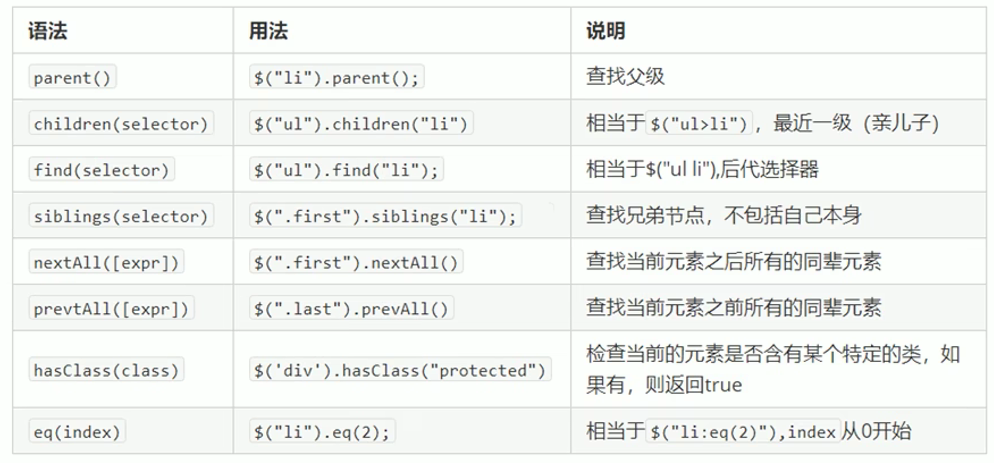 语法 用法 说明
parent() $("li").parent(); 查找父级
children(selector) $("ul").children("li") 相当于$("ul>li")，最近一级（亲儿子）
find(selector) $("ul").find("li"); 相当于$("ul li"),后代选择器
siblings(selector) $(".first").siblings("li"); 查找兄弟节点，不包括自己本身
nextAll([expr]) $(".first").nextAll() 查找当前元素之后所有的同辈元素
prevtAll([expr]) $(".last").prevAll() 查找当前元素之前所有的同辈元素
hasClass(class) $('div').hasClass("protected") 检查当前的元素是否含有某个特定的类，如
果有，则返回true
eq(index) $("li").eq(2); 相当于$("li:eq(2)"),index从0开始